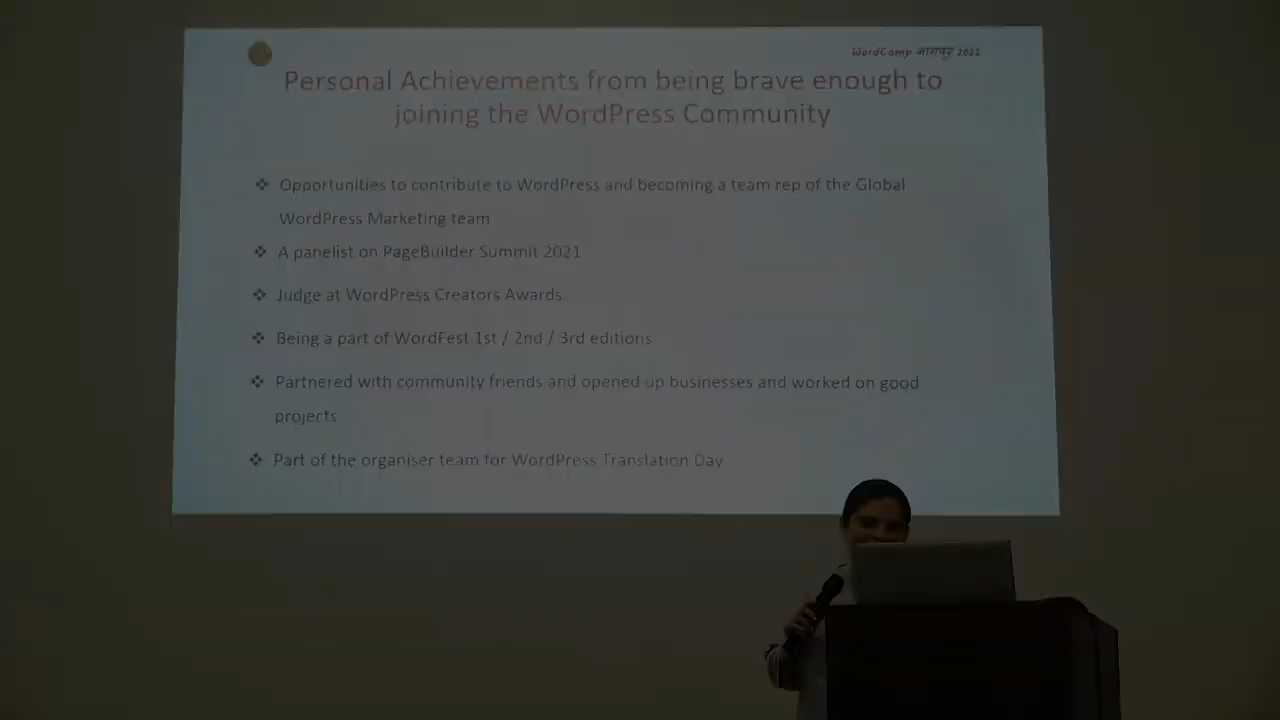 WordCamp नागपुर 2022
Personal Achievements from being brave enough to
joining the WordPress Community
❖ Opportunities to contribute to WordPress and becoming a team rep of the Global
WordPress Marketing team
❖ A panelist on PageBuilder Summit 2021
❖ Judge at WordPress Creators Awards
❖ Being a part of WordFest 1st / 2nd / 3rd editions
❖ Partnered with community friends and opened up businesses and worked on good
projects
❖ Part of the organiser team for WordPress Translation Day